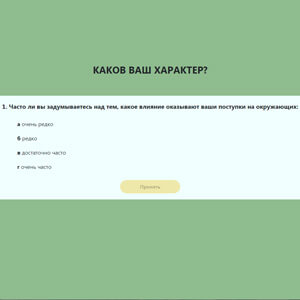 КАКОВ ВАШ ХАРАКТЕР?
1. Часто ли вы задумываетесь над тем, какое влияние оказывают ваши поступки на окружающих:
а очень редко
б редко
в достаточно часто
г очень часто
Принять